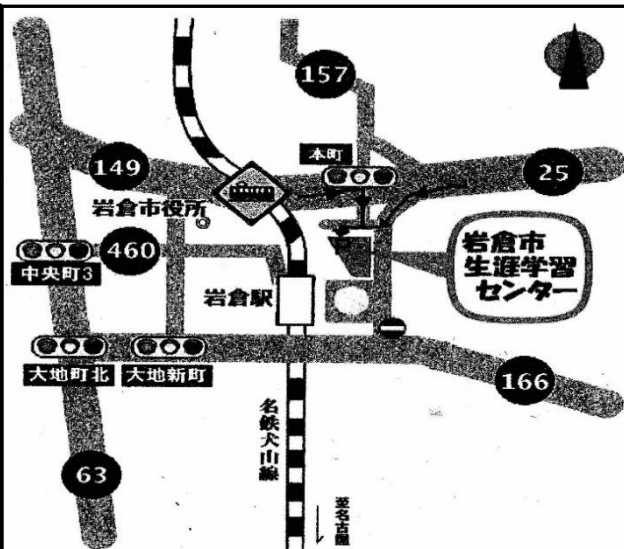 157
本町
149
25
岩倉市役所
460
中央町3
岩倉市
生涯学習
センター
岩倉駅
大地町北
大地新町
166
名鉄犬山線
63
至名古屋